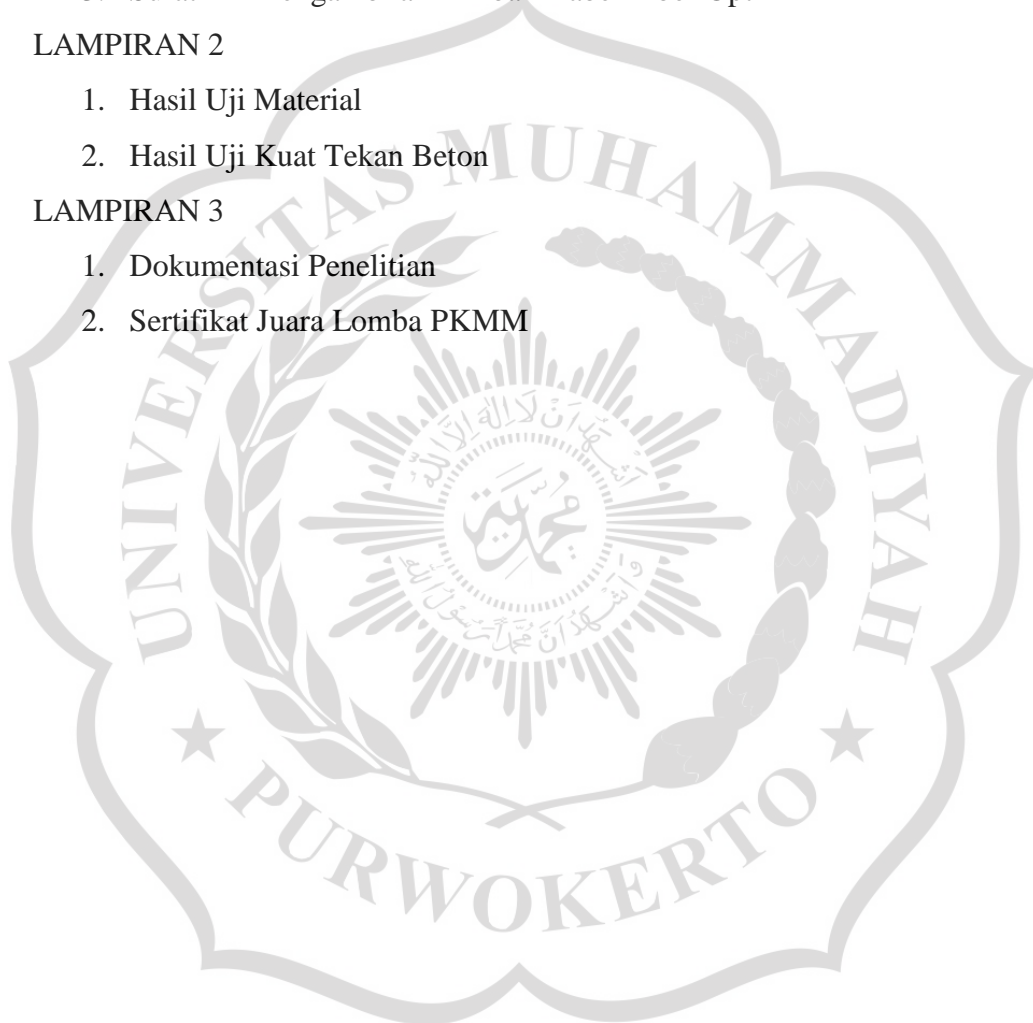 LAMPIRAN 2
1. Hasil Uji Material
2. Hasil Uji Kuat Tekan Beton
LAMPIRAN 3
1. Dokumentasi Penelitian
2. Sertifikat Juara Lomba PKMM
UNIVERSITAS MUHAMMADIYAH
PURWOKERTO